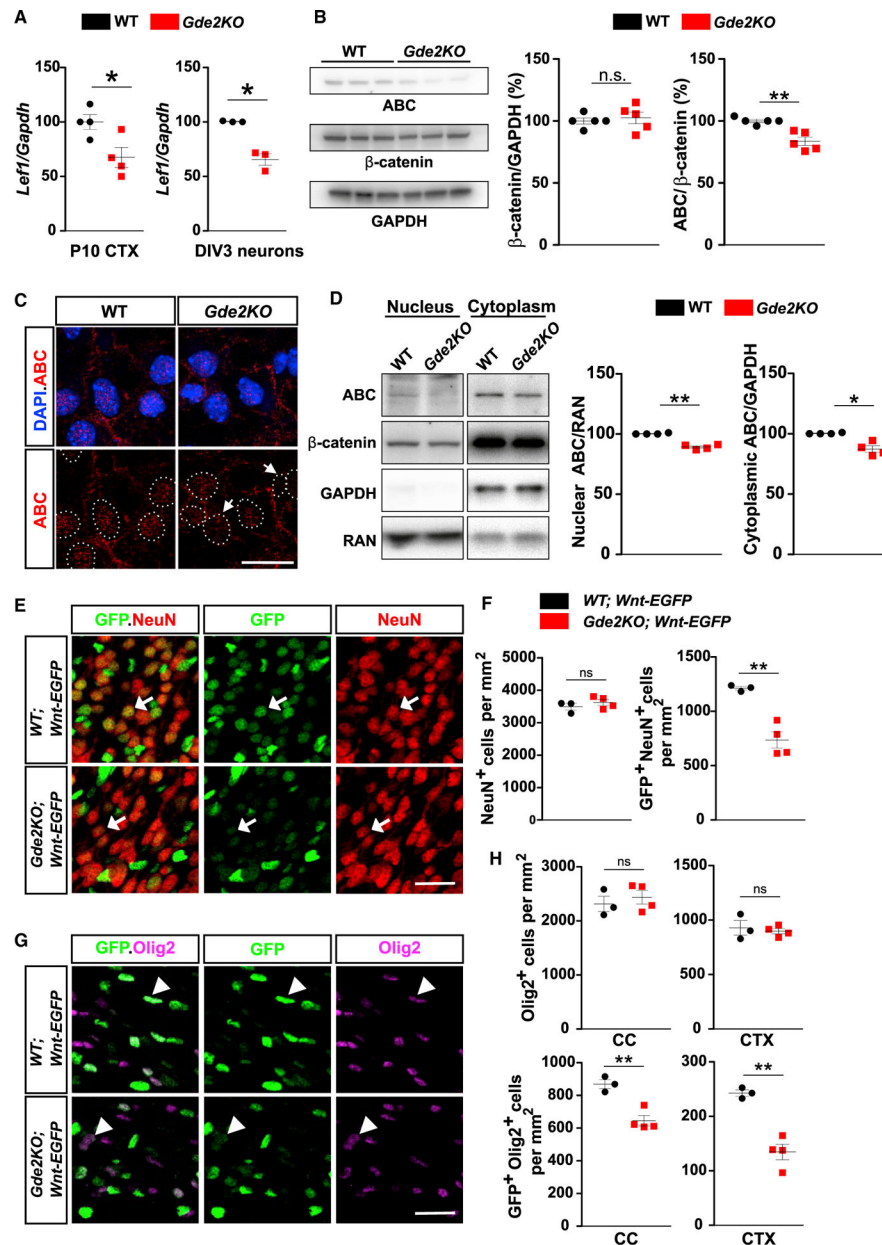 A
WT Gde2KO
Lef1/Gapdh
150
100
50
0
*
P10 CTX
Lef1/Gapdh
150
100
50
0
*
DIV3 neurons
B
WT Gde2KO
ABC
β-catenin
GAPDH
WT Gde2KO
β-catenin/GAPDH (%)
150
100
50
0
n.s.
ABC/β-catenin (%)
150
100
50
0
**
C
WT Gde2KO
DAPI.ABC
ABC
D
Nucleus Cytoplasm
WT Gde2KO WT Gde2KO
ABC
β-catenin
GAPDH
RAN
WT Gde2KO
Nuclear ABC/RAN
150
100
50
0
**
Cytoplasmic ABC/GAPDH
150
100
50
0
*
E
GFP.NeuN GFP NeuN
WT;
Wnt-EGFP
Gde2KO;
Wnt-EGFP
F
WT; Wnt-EGFP
Gde2KO; Wnt-EGFP
NeuN+ cells per mm2
5000
4000
3000
2000
1000
0
ns
GFP+NeuN+cells
per mm2
1500
1000
500
0
**
G
GFP.Olig2 GFP Olig2
WT;
Wnt-EGFP
Gde2KO;
Wnt-EGFP
H
Olig2+ cells per mm2
3000
2000
1000
0
ns
CC
1500
1000
500
0
ns
CTX
GFP+ Olig2+ cells
per mm2
1000
800
600
400
200
0
**
CC
300
200
100
0
**
CTX